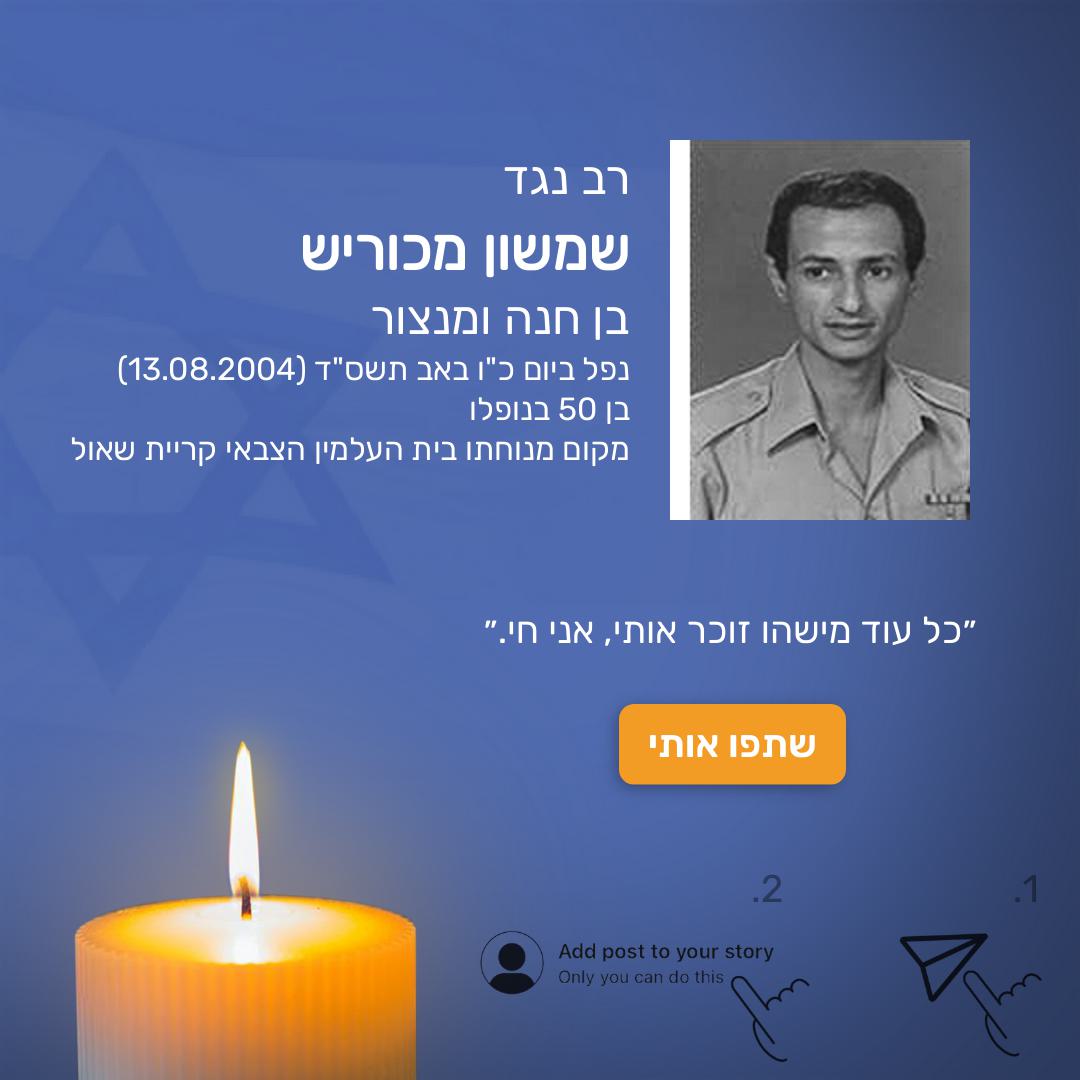 רב נגד
שמשון מכוריש
בן חנה ומנצור
נפל ביום כ"ו באב תשס"ד (13.08.2004)
בן 50 בנופלו
מקום מנוחתו בית העלמין הצבאי קריית שאול
״כל עוד מישהו זוכר אותי, אני חי.״
שתפו אותי
.1
.2
Add post to your story
Only you can do this